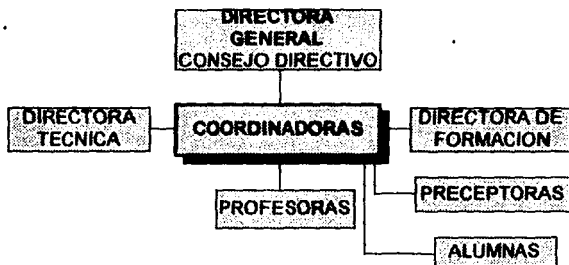 DIRECTORA
GENERAL
CONSEJO DIRECTIVO
DIRECTORA
TECNICA
COORDINADORAS
DIRECTORA DE
FORMACION
PROFESORAS
PRECEPTORAS
ALUMNAS